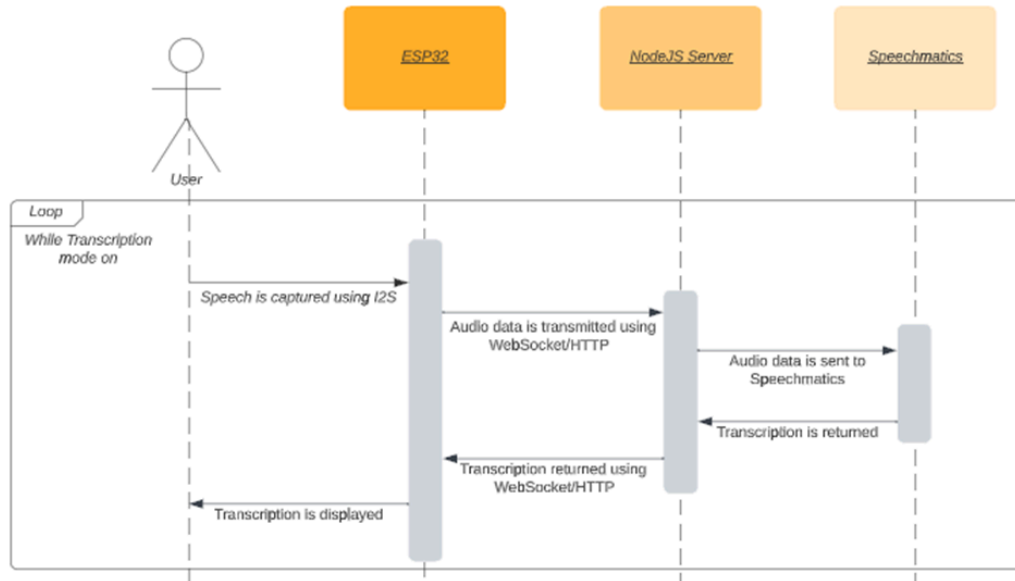 ESP32
NodeJS Server
Speechmatics
User
Loop
While Transcription
mode on
Speech is captured using I2S
Audio data is transmitted using
WebSocket/HTTP
Audio data is sent to
Speechmatics
Transcription is returned
Transcription returned using
WebSocket/HTTP
Transcription is displayed